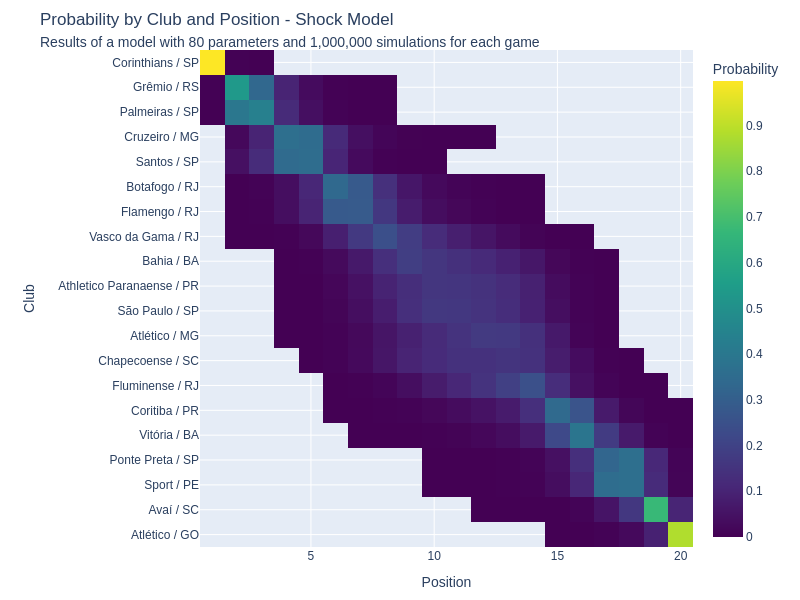 Probability by Club and Position - Shock Model
Results of a model with 80 parameters and 1,000,000 simulations for each game
Corinthians / SP
Grêmio / RS
Palmeiras / SP
Cruzeiro / MG
Santos / SP
Botafogo / RJ
Flamengo / RJ
Vasco da Gama / RJ
Bahia / BA
Athletico Paranaense / PR
São Paulo / SP
Atlético / MG
Chapecoense / SC
Fluminense / RJ
Coritiba / PR
Vitória / BA
Ponte Preta / SP
Sport / PE
Avaí / SC
Atlético / GO
Club
5
10
15
20
Position
Probability
0.9
0.8
0.7
0.6
0.5
0.4
0.3
0.2
0.1
0